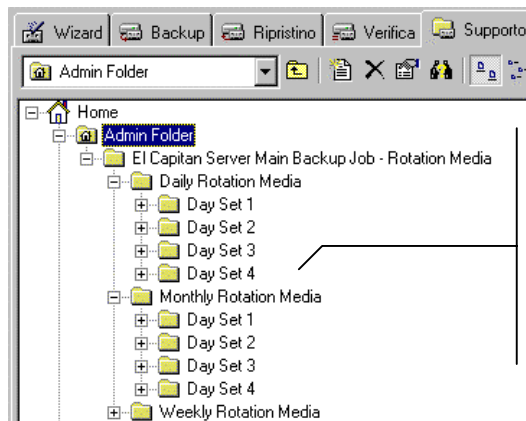 Wizard Backup Ripristino Verifica Supporto
Admin Folder
Home
Admin Folder
El Capitan Server Main Backup Job - Rotation Media
Daily Rotation Media
Day Set 1
Day Set 2
Day Set 3
Day Set 4
Monthly Rotation Media
Day Set 1
Day Set 2
Day Set 3
Day Set 4
Weekly Rotation Media